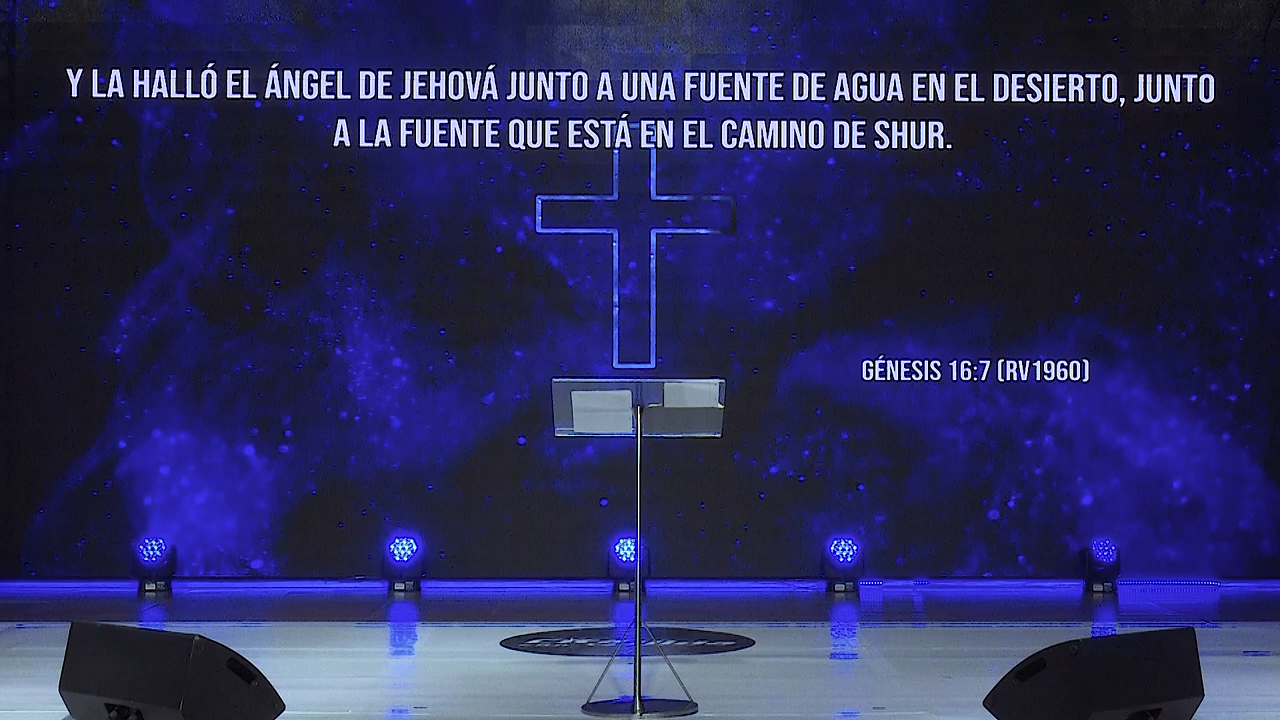 Y LA HALLÓ EL ÁNGEL DE JEHOVÁ JUNTO A UNA FUENTE DE AGUA EN EL DESIERTO, JUNTO
A LA FUENTE QUE ESTÁ EN EL CAMINO DE SHUR.
GÉNESIS 16:7 (RV1960)